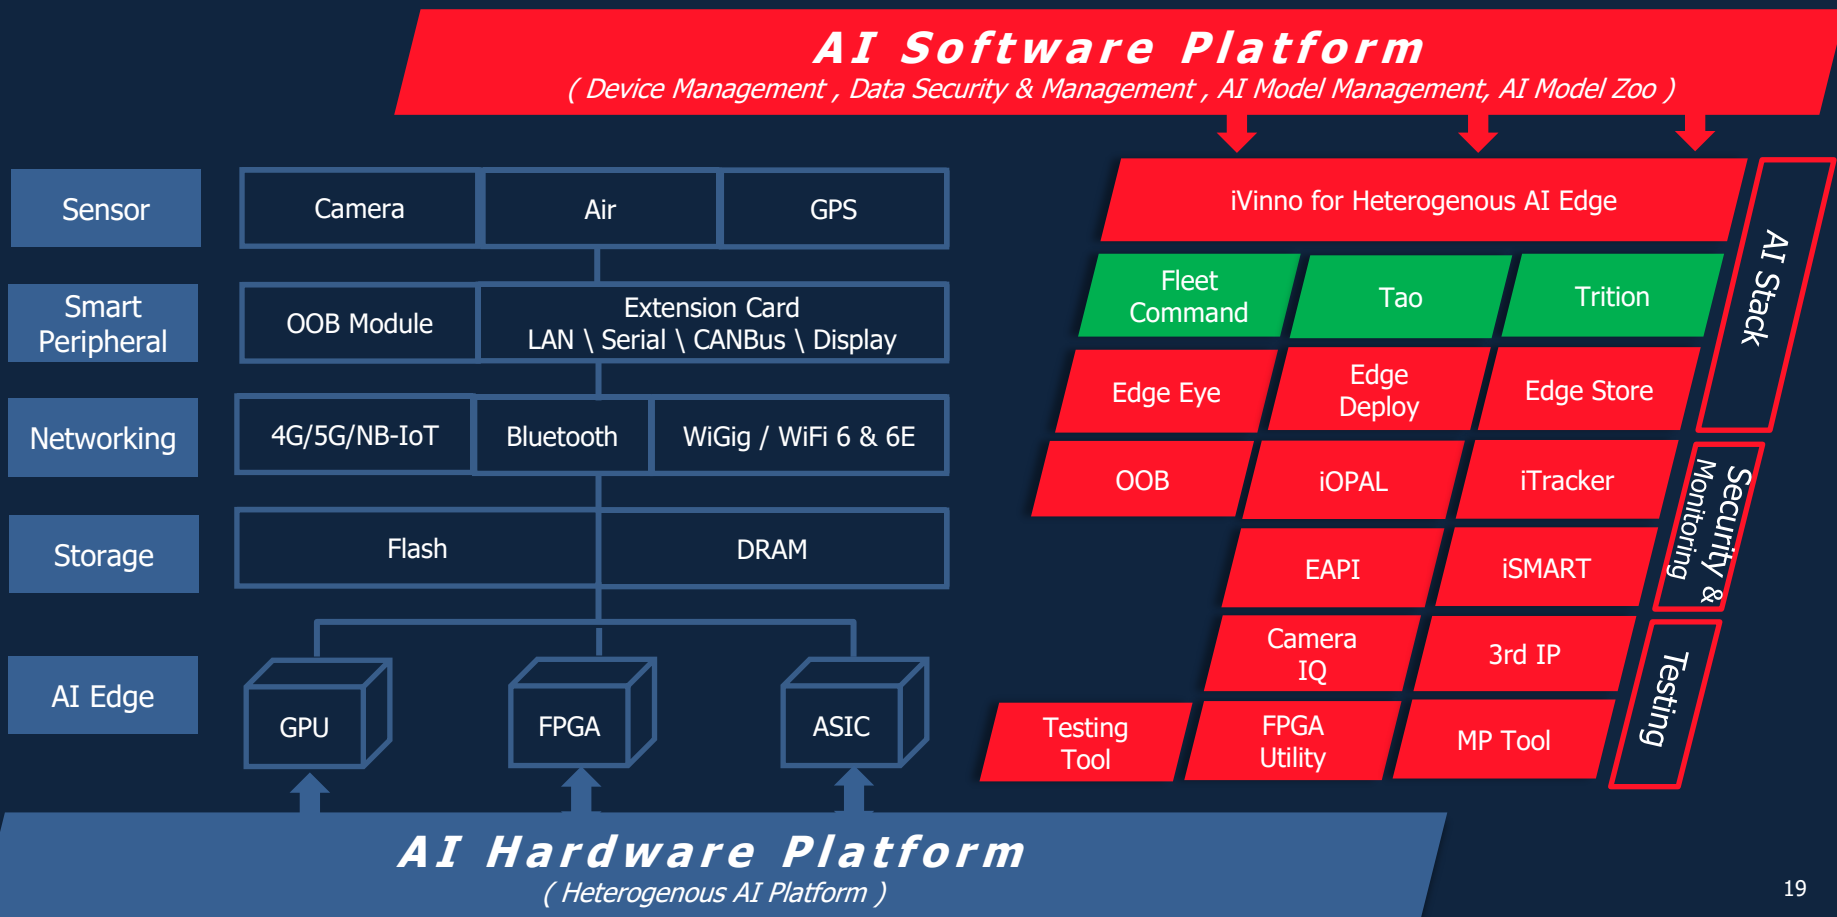 AI Software Platform
( Device Management , Data Security & Management , AI Model Management, AI Model Zoo )
Sensor
Camera
Air
GPS
Smart
Peripheral
OOB Module
Extension Card
LAN \ Serial \ CANBus \ Display
Networking
4G/5G/NB-IoT
Bluetooth
WiGig / WiFi 6 & 6E
Storage
Flash
DRAM
AI Edge
GPU
FPGA
ASIC
iVinno for Heterogenous AI Edge
Fleet
Command
Tao
Trition
Edge Eye
Edge
Deploy
Edge Store
AI Stack
OOB
iOPAL
iTracker
EAPI
iSMART
Security &
Monitoring
Camera
IQ
3rd IP
Testing
Tool
FPGA
Utility
MP Tool
Testing
AI Hardware Platform
( Heterogenous AI Platform )
19